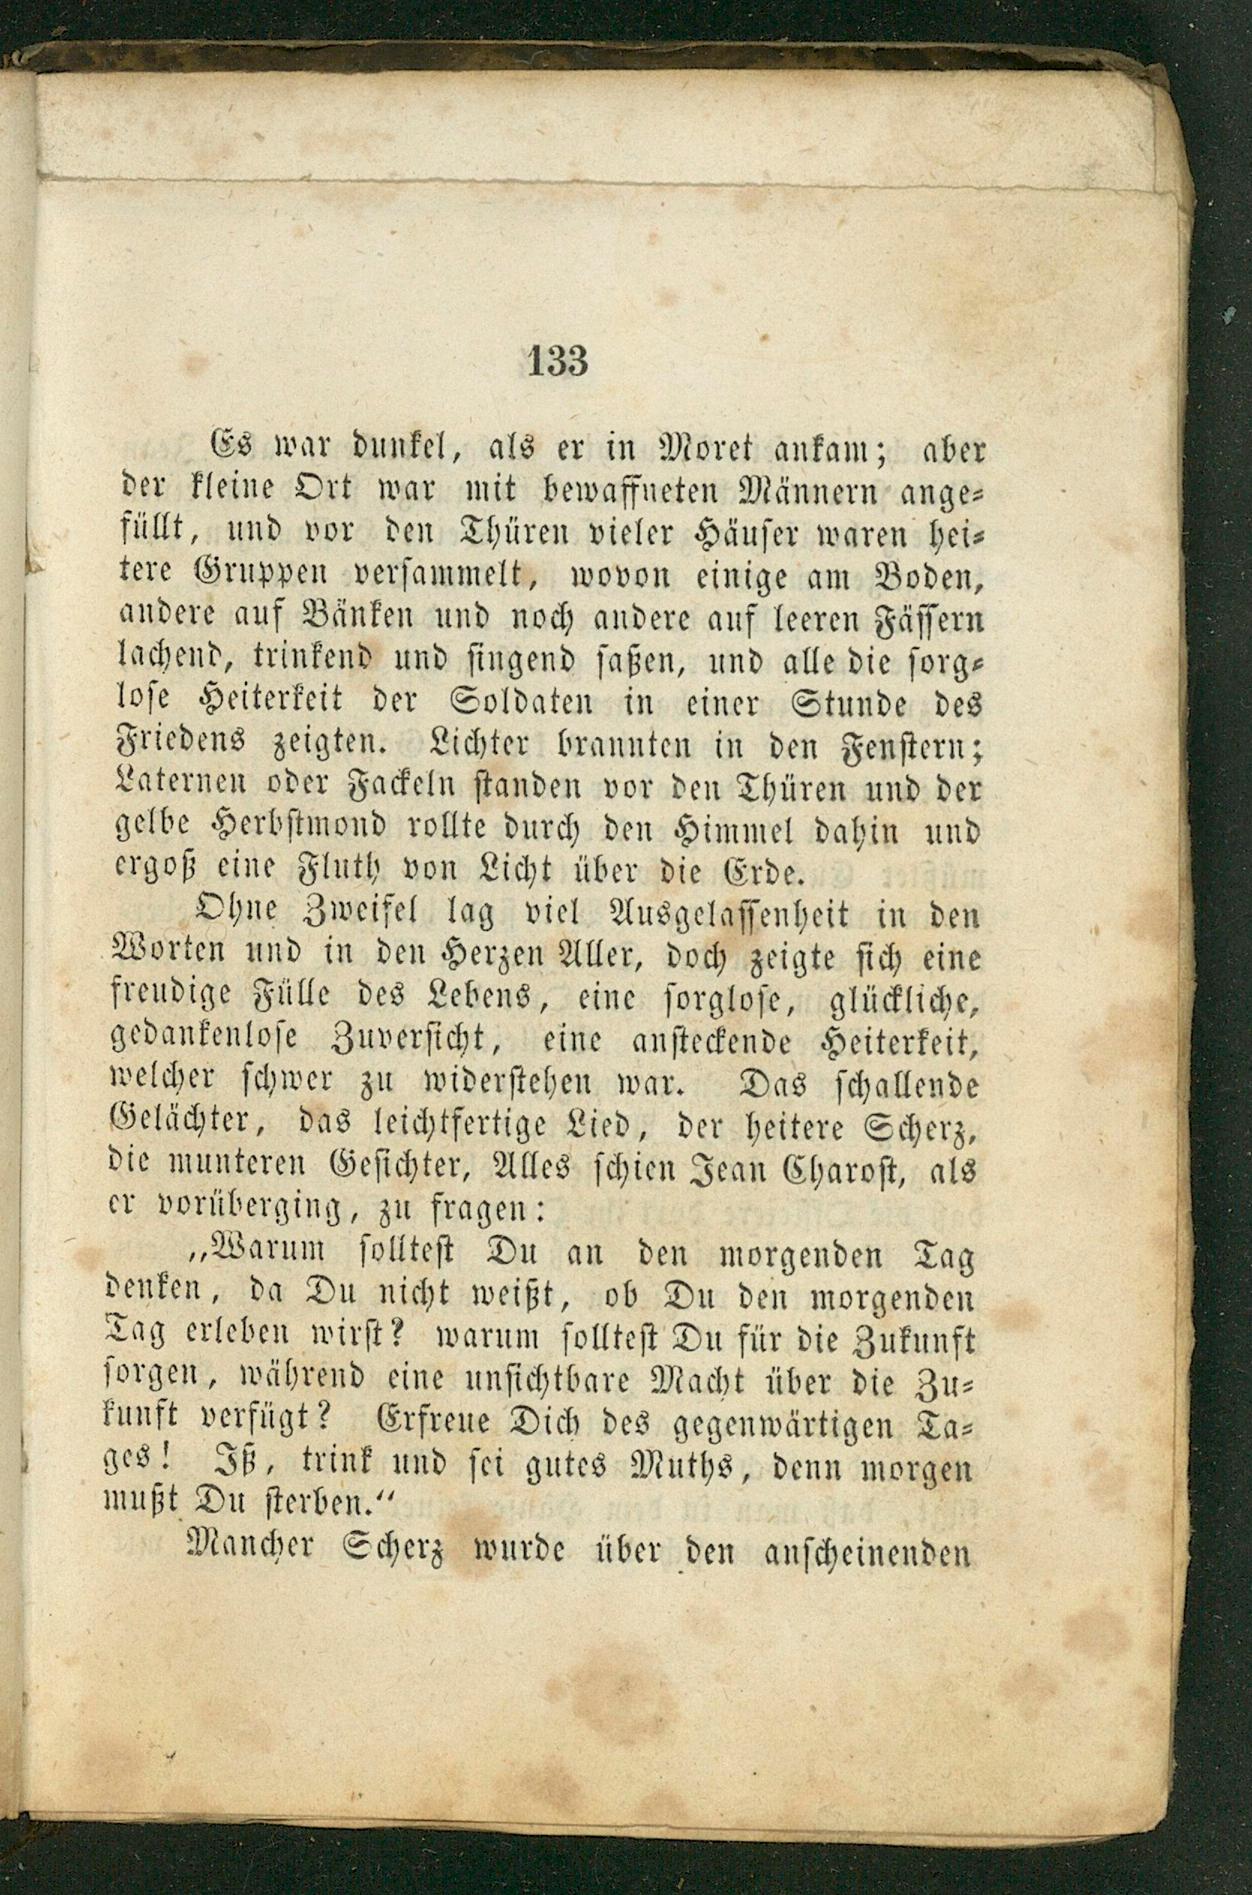 133
Es war dunkel, als er in Moret ankam; aber
der kleine Ort war mit bewaffneten Männern ange-
füllt, und vor den Thüren vieler Häuser waren hei-
tere Gruppen versammelt, wovon einige am Boden,
andere auf Bänken und noch andere auf leeren Fässern
lachend, trinkend und singend saßen, und alle die sorg-
lose Heiterkeit der Soldaten in einer Stunde des
Friedens zeigten. Lichter brannten in den Fenstern;
Laternen oder Fackeln standen vor den Thüren und der
gelbe Herbstmond rollte durch den Himmel dahin und
ergoß eine Fluth von Licht über die Erde.
Ohne Zweifel lag viel Ausgelassenheit in den
Worten und in den Herzen Aller, doch zeigte sich eine
freudige Fülle des Lebens, eine sorglose, glückliche,
gedankenlose Zuversicht, eine ansteckende Heiterkeit,
welcher schwer zu widerstehen war. Das schallende
Gelächter, das leichtfertige Lied, der heitere Scherz,
die munteren Gesichter, Alles schien Jean Charost, als
er vorüberging, zu fragen:
„Warum solltest Du an den morgenden Tag
denken, da Du nicht weißt, ob Du den morgenden
Tag erleben wirst? warum solltest Du für die Zukunft
sorgen, während eine unsichtbare Macht über die Zu-
kunft verfügt? Erfreue Dich des gegenwärtigen Ta-
ges! Iß, trink und sei gutes Muths, denn morgen
mußt Du sterben.“
Mancher Scherz wurde über den anscheinenden